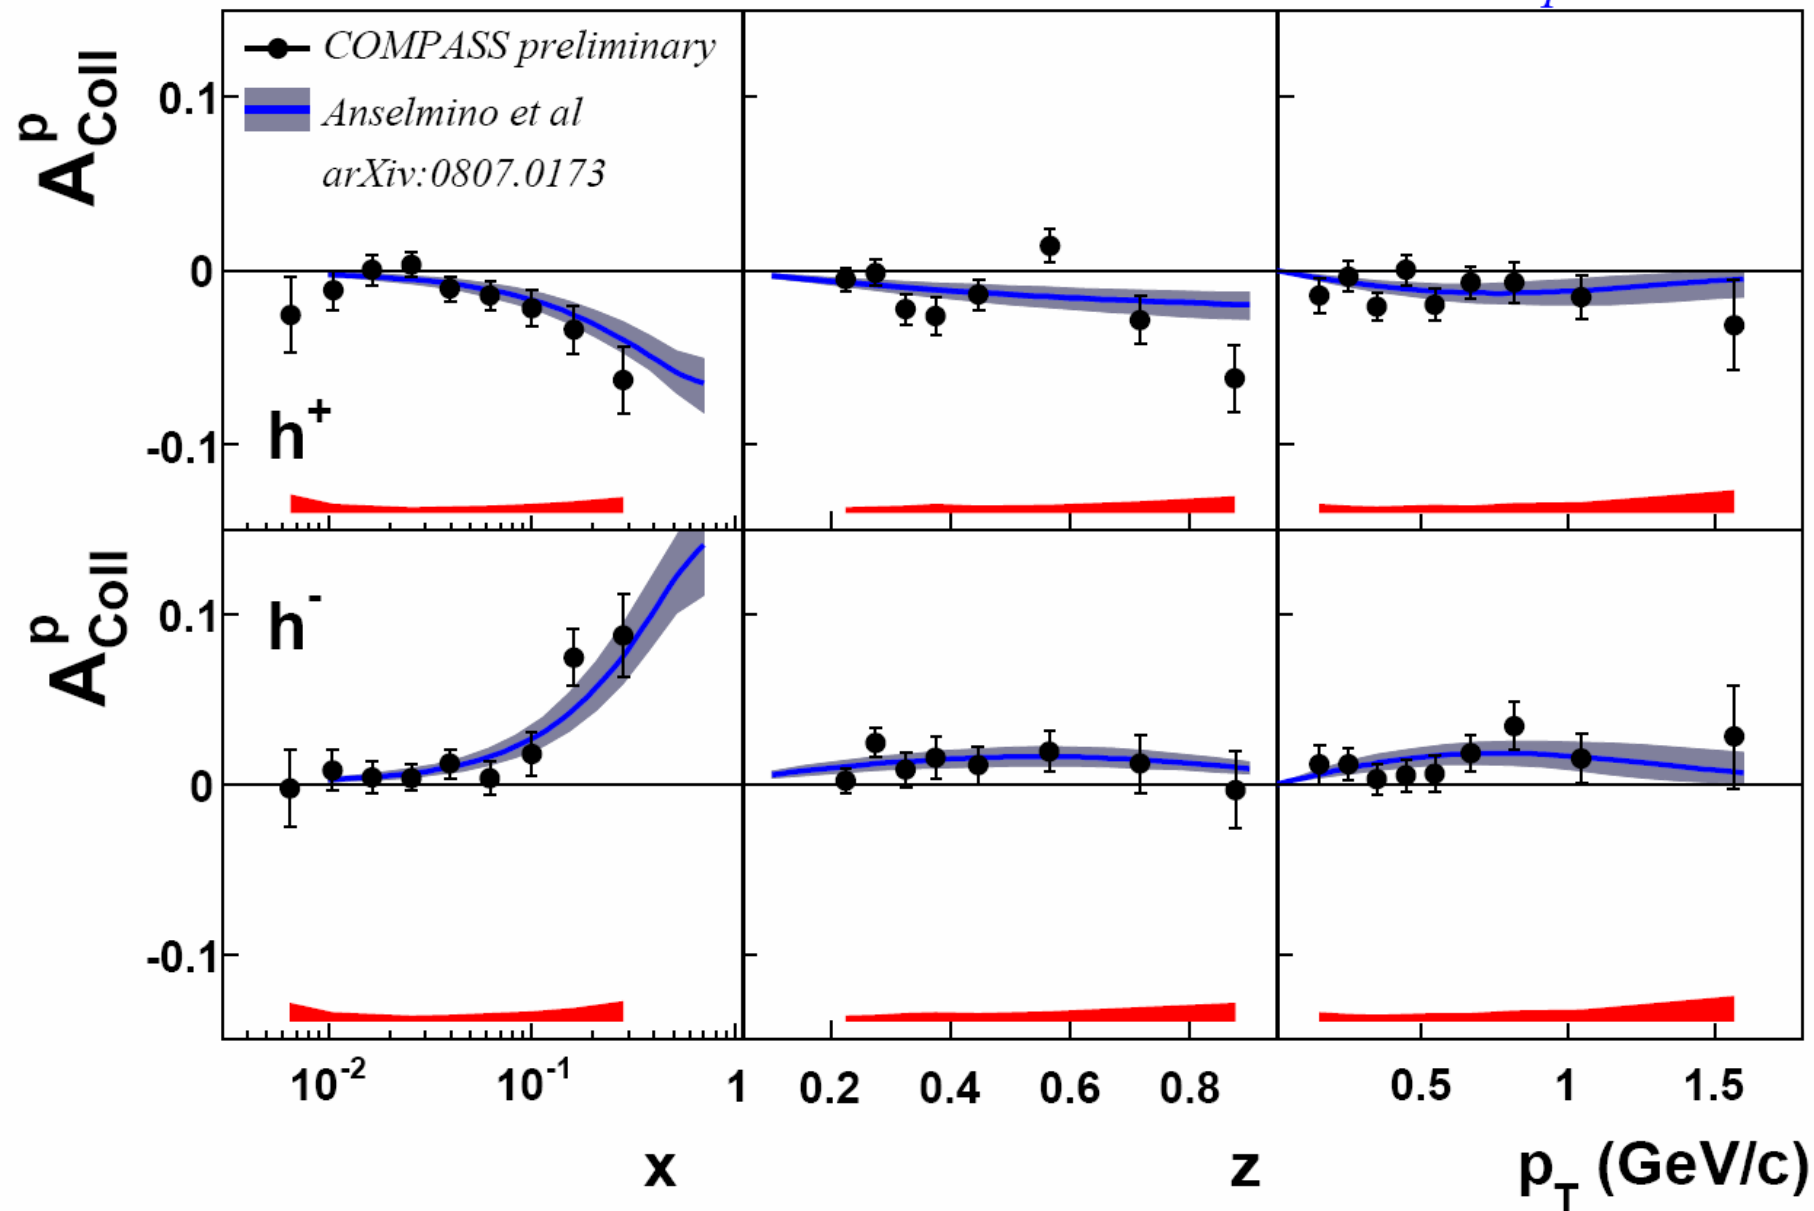 COMPASS preliminary
Anselmino et al
arXiv:0807.0173
A^p_Coll
0.1
0
-0.1
h^+
A^p_Coll
0.1
0
-0.1
h^-
10^-2 10^-1 1 0.2 0.4 0.6 0.8 0.5 1 1.5
x z p_T (GeV/c)